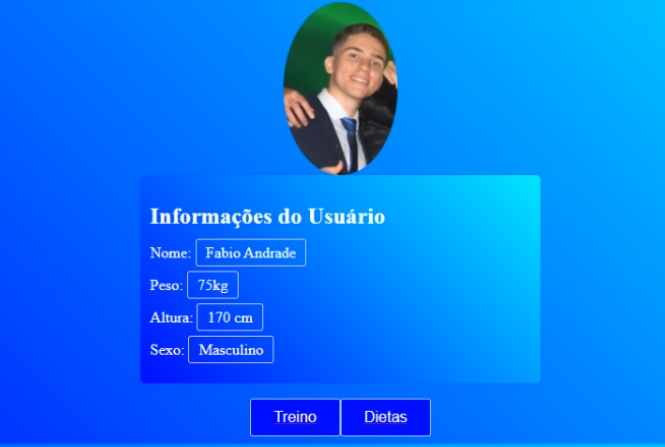 Informações do Usuário
Nome: Fabio Andrade
Peso: 75kg
Altura: 170 cm
Sexo: Masculino
Treino Dietas